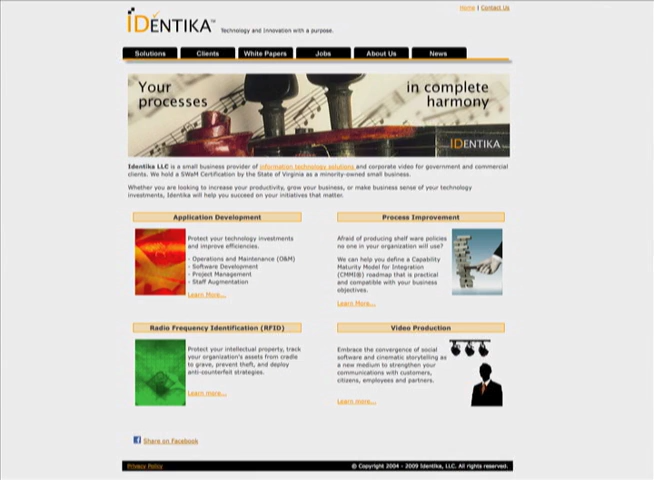 Home | Contact Us
IDENTIKA™ Technology and Innovation with a purpose.
Solutions Clients White Papers Jobs About Us News
Your processes
in complete harmony
IDENTIKA
Identika LLC is a small business provider of information technology solutions and corporate video for government and commercial
clients. We hold a SWaM Certification by the State of Virginia as a minority-owned small business.
Whether you are looking to increase your productivity, grow your business, or make business sense of your technology
investments, Identika will help you succeed on your initiatives that matter.
Application Development
Protect your technology investments
and improve efficiencies.
- Operations and Maintenance (O&M)
- Software Development
- Project Management
- Staff Augmentation
Learn More...
Process Improvement
Afraid of producing shelf ware policies
no one in your organization will use?
We can help you define a Capability
Maturity Model for Integration
(CMMI®) roadmap that is practical
and compatible with your business
objectives.
Learn More...
Radio Frequency Identification (RFID)
Protect your intellectual property, track
your organization's assets from cradle
to grave, prevent theft, and deploy
anti-counterfeit strategies.
Learn more...
Video Production
Embrace the convergence of social
software and cinematic storytelling as
a new medium to strengthen your
communications with customers,
citizens, employees and partners.
Learn more...
Share on Facebook
Privacy Policy
© Copyright 2004 - 2009 Identika, LLC. All rights reserved.